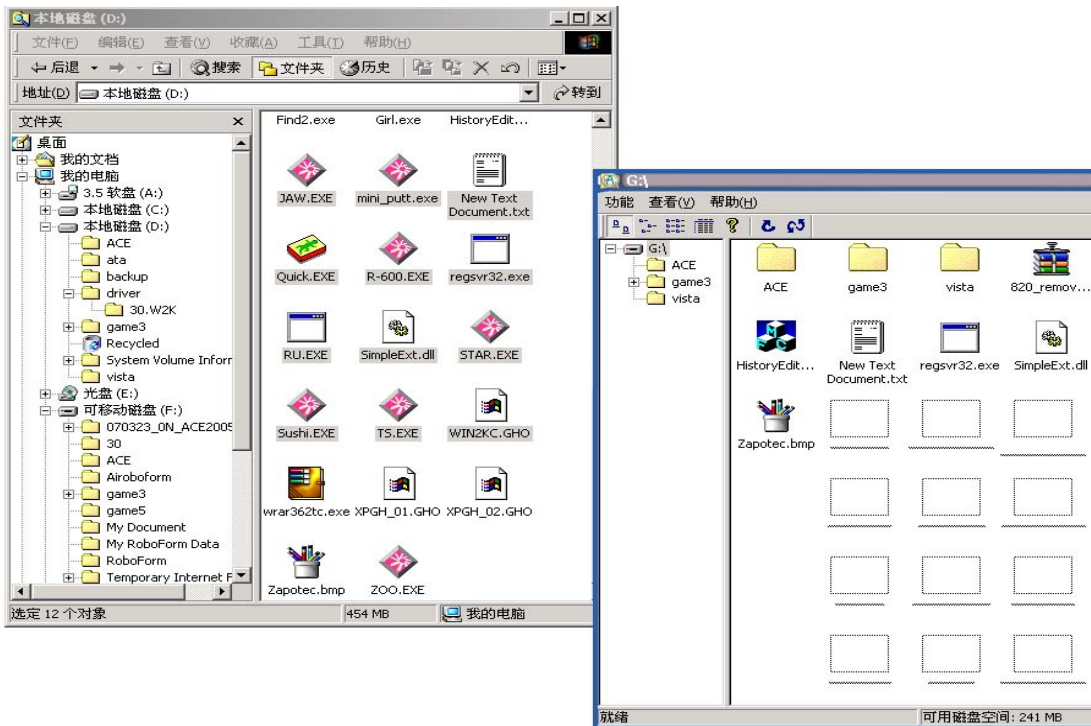 本地磁盘 (D:)
文件(F) 编辑(E) 查看(V) 收藏(A) 工具(T) 帮助(H)
后退 搜索 文件夹 历史
地址(D) 本地磁盘 (D:) 转到
文件夹
桌面
我的文档
我的电脑
3.5 软盘 (A:)
本地磁盘 (C:)
本地磁盘 (D:)
ACE
ata
backup
driver
30.W2K
game3
Recycled
System Volume Inforr
vista
光盘 (E:)
可移动磁盘 (F:)
070323_0N_ACE2005
30
ACE
Airoboform
game3
game5
My Document
My RoboForm Data
RoboForm
Temporary Internet F
Find2.exe Girl.exe HistoryEdit...
JAW.EXE mini_putt.exe New Text
Document.txt
Quick.EXE R-600.EXE regsvr32.exe
RU.EXE SimpleExt.dll STAR.EXE
Sushi.EXE TS.EXE WIN2KC.GHO
wrar362tc.exe XPGH_01.GHO XPGH_02.GHO
Zapotec.bmp ZOO.EXE
选定 12 个对象 454 MB 我的电脑
G:\
功能 查看(V) 帮助(H)
G:\
ACE
game3
vista
ACE game3 vista 820_remov...
HistoryEdit... New Text
Document.txt regsvr32.exe SimpleExt.dll
Zapotec.bmp
就绪 可用磁盘空间: 241 MB